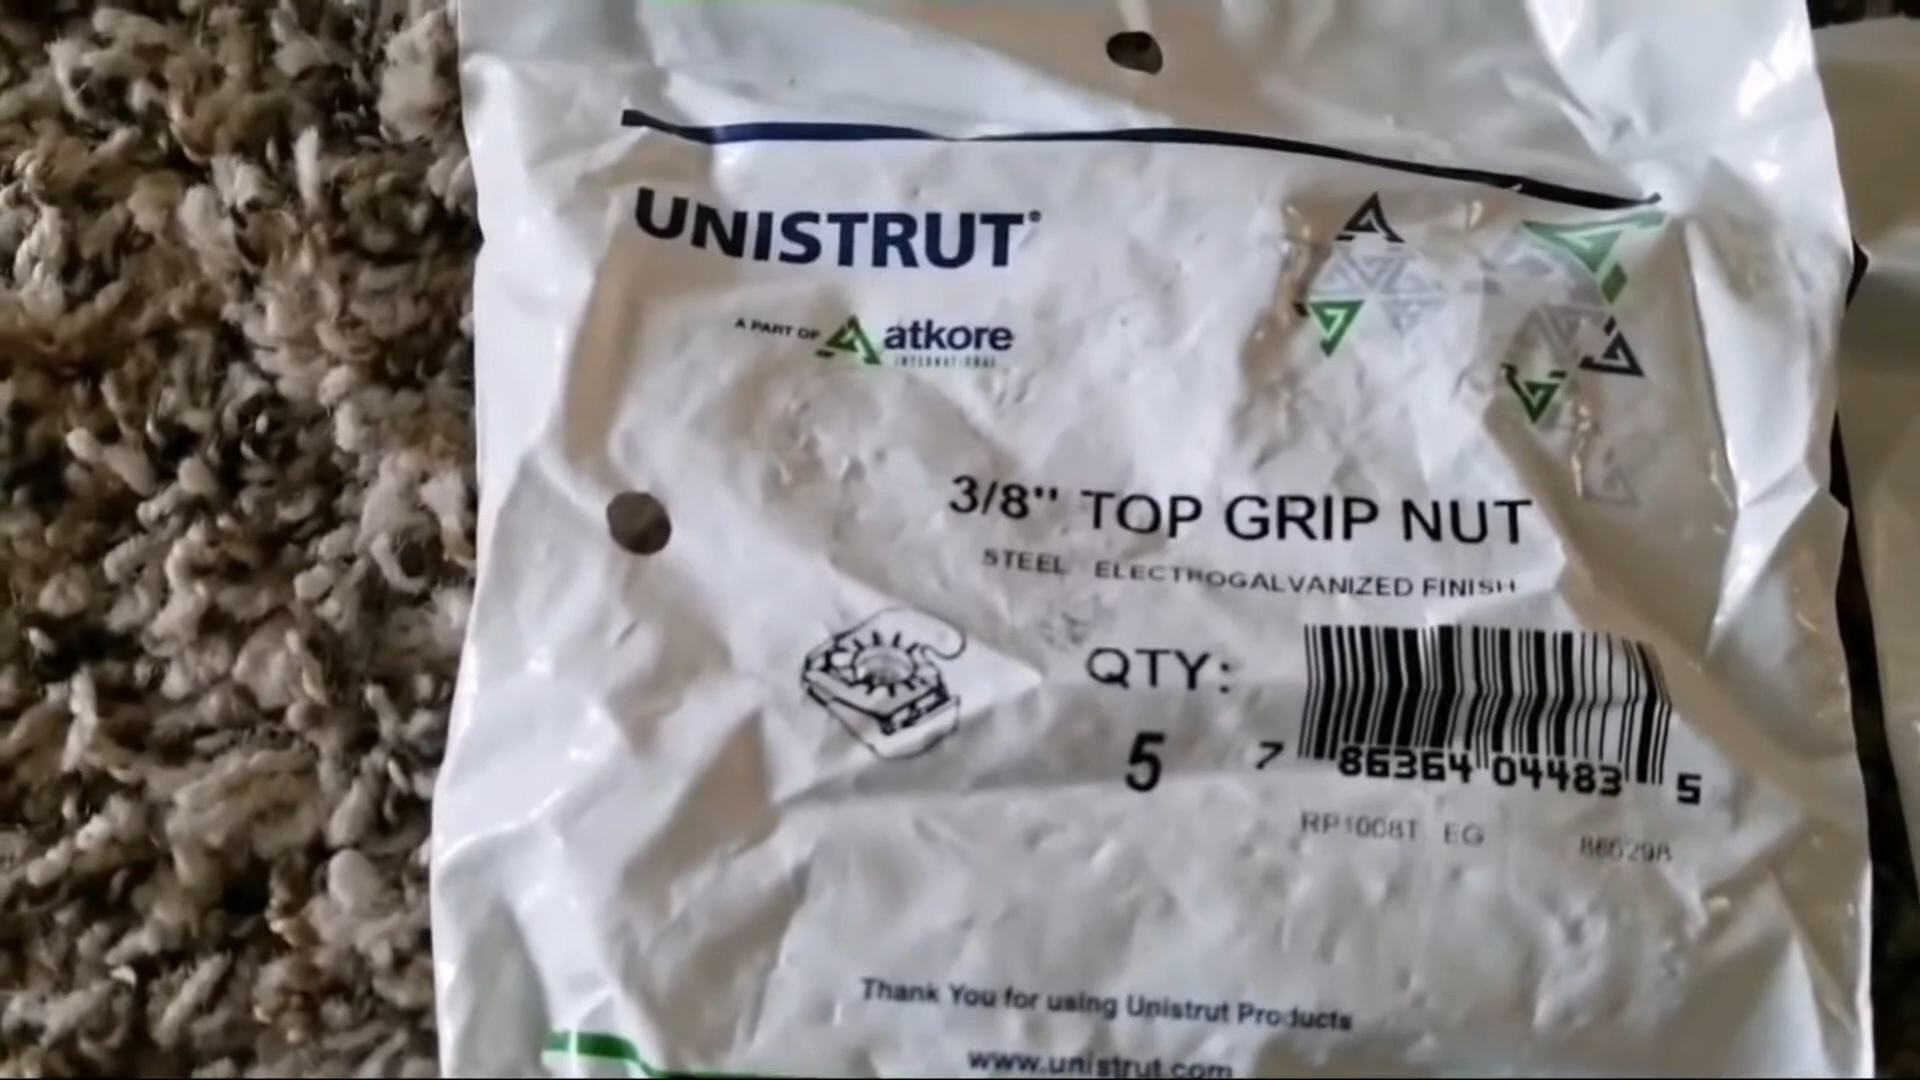 UNISTRUT®
A PART OF atkore
INTERNATIONAL
3/8" TOP GRIP NUT
STEEL ELECTROGALVANIZED FINISH
QTY:
5
7 86364 04483 5
RP1008T EG
Thank You for using Unistrut Products
www.unistrut.com